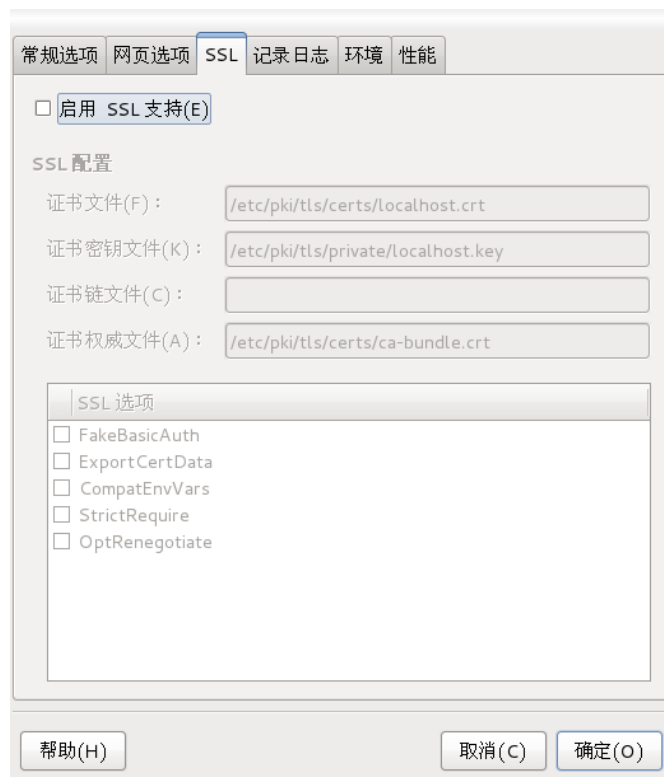 常规选项 网页选项 SSL 记录日志 环境 性能
启用 SSL 支持(E)
SSL 配置
证书文件(F)： /etc/pki/tls/certs/localhost.crt
证书密钥文件(K)： /etc/pki/tls/private/localhost.key
证书链文件(C)：
证书权威文件(A)： /etc/pki/tls/certs/ca-bundle.crt
SSL 选项
FakeBasicAuth
ExportCertData
CompatEnvVars
StrictRequire
OptRenegotiate
帮助(H) 取消(C) 确定(O)